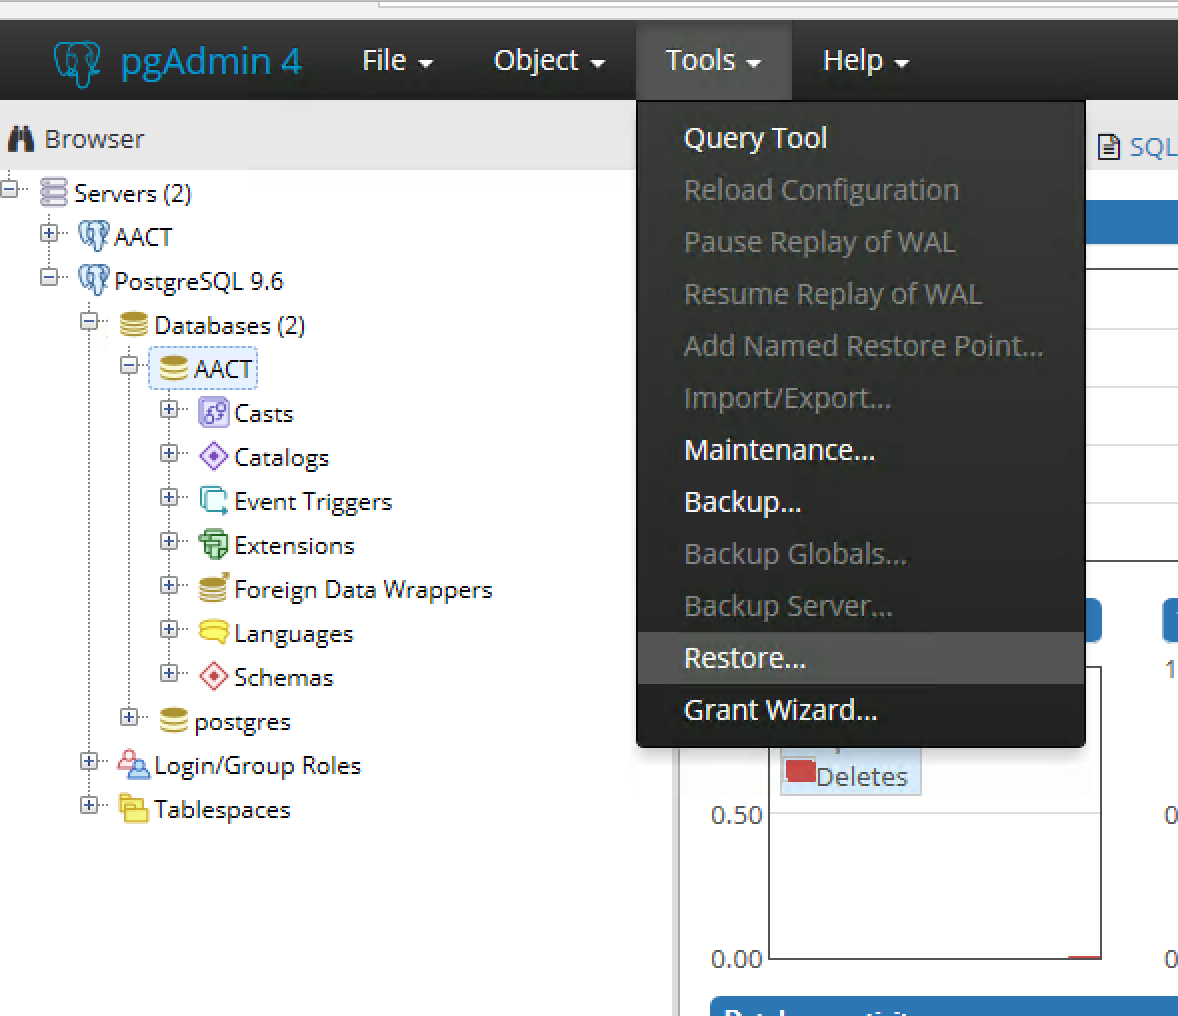 pgAdmin 4 File Object Tools Help
Browser
Servers (2)
AACT
PostgreSQL 9.6
Databases (2)
AACT
Casts
Catalogs
Event Triggers
Extensions
Foreign Data Wrappers
Languages
Schemas
postgres
Login/Group Roles
Tablespaces
Query Tool
Reload Configuration
Pause Replay of WAL
Resume Replay of WAL
Add Named Restore Point...
Import/Export...
Maintenance...
Backup...
Backup Globals...
Backup Server...
Restore...
Grant Wizard...
SQL
Deletes
0.50
0.00
1
0
0